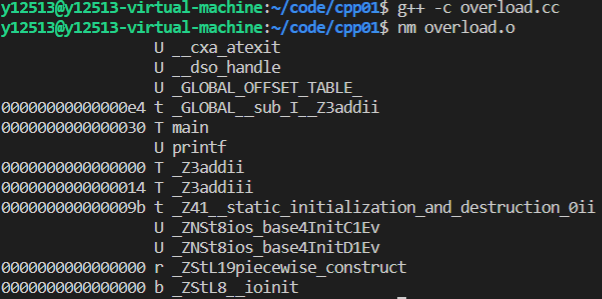 y12513@y12513-virtual-machine:~/code/cpp01$ g++ -c overload.cc
y12513@y12513-virtual-machine:~/code/cpp01$ nm overload.o
                 U __cxa_atexit
                 U __dso_handle
                 U _GLOBAL_OFFSET_TABLE_
00000000000000e4 t _GLOBAL__sub_I__Z3addii
0000000000000030 T main
                 U printf
0000000000000000 T _Z3addii
0000000000000014 T _Z3addiii
000000000000009b t _Z41__static_initialization_and_destruction_0ii
                 U _ZNSt8ios_base4InitC1Ev
                 U _ZNSt8ios_base4InitD1Ev
0000000000000000 r _ZStL19piecewise_construct
0000000000000000 b _ZStL8__ioinit